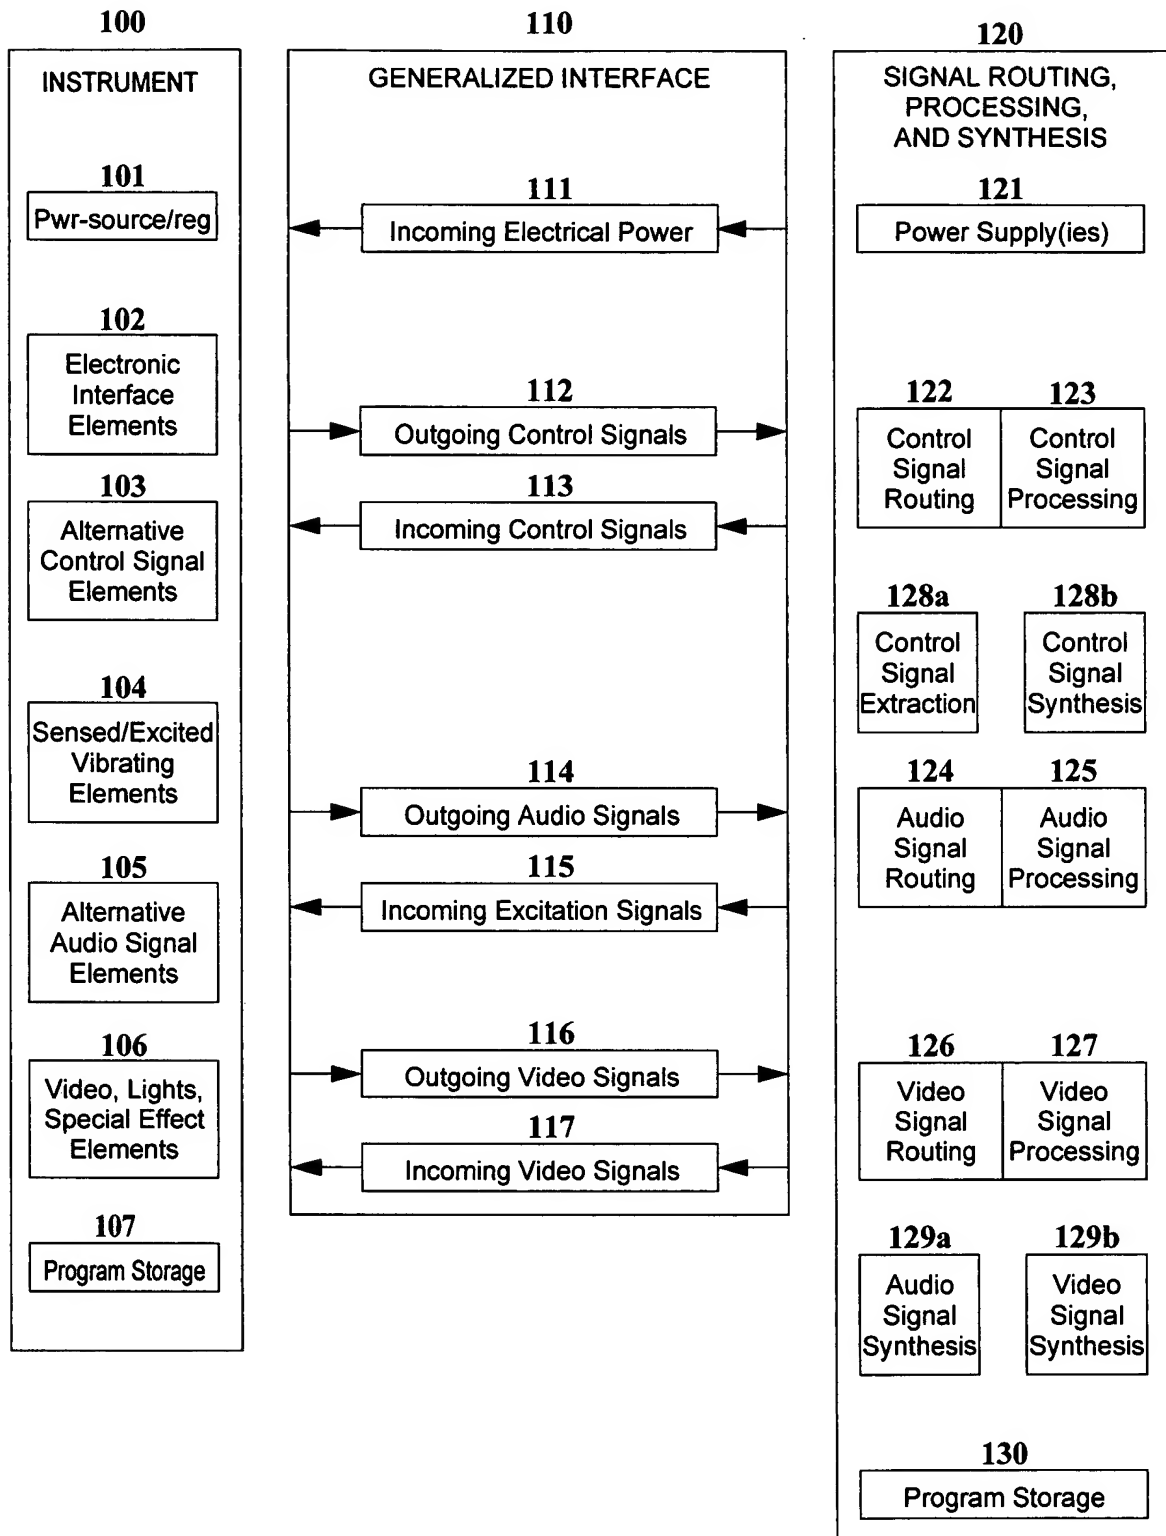 100
INSTRUMENT
101
Pwr-source/reg
102
Electronic
Interface
Elements
103
Alternative
Control Signal
Elements
104
Sensed/Excited
Vibrating
Elements
105
Alternative
Audio Signal
Elements
106
Video, Lights,
Special Effect
Elements
107
Program Storage
110
GENERALIZED INTERFACE
111
Incoming Electrical Power
112
Outgoing Control Signals
113
Incoming Control Signals
114
Outgoing Audio Signals
115
Incoming Excitation Signals
116
Outgoing Video Signals
117
Incoming Video Signals
120
SIGNAL ROUTING,
PROCESSING,
AND SYNTHESIS
121
Power Supply(ies)
122
Control
Signal
Routing
123
Control
Signal
Processing
128a
Control
Signal
Extraction
128b
Control
Signal
Synthesis
124
Audio
Signal
Routing
125
Audio
Signal
Processing
126
Video
Signal
Routing
127
Video
Signal
Processing
129a
Audio
Signal
Synthesis
129b
Video
Signal
Synthesis
130
Program Storage